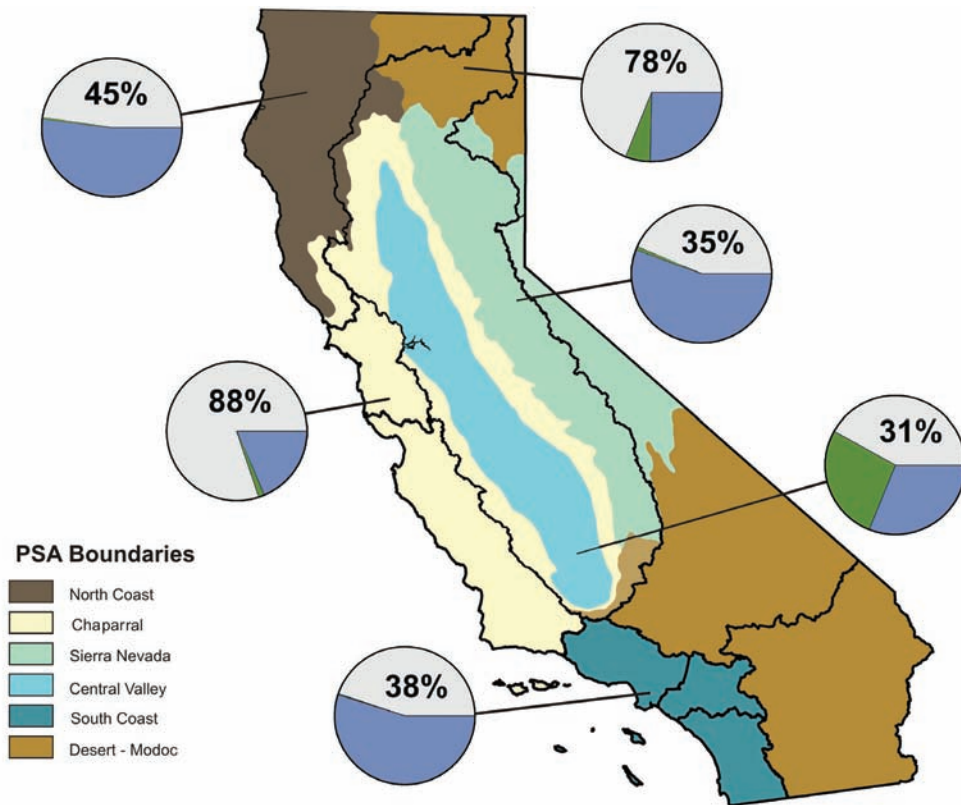 45%
78%
35%
88%
31%
38%
PSA Boundaries
North Coast
Chaparral
Sierra Nevada
Central Valley
South Coast
Desert - Modoc